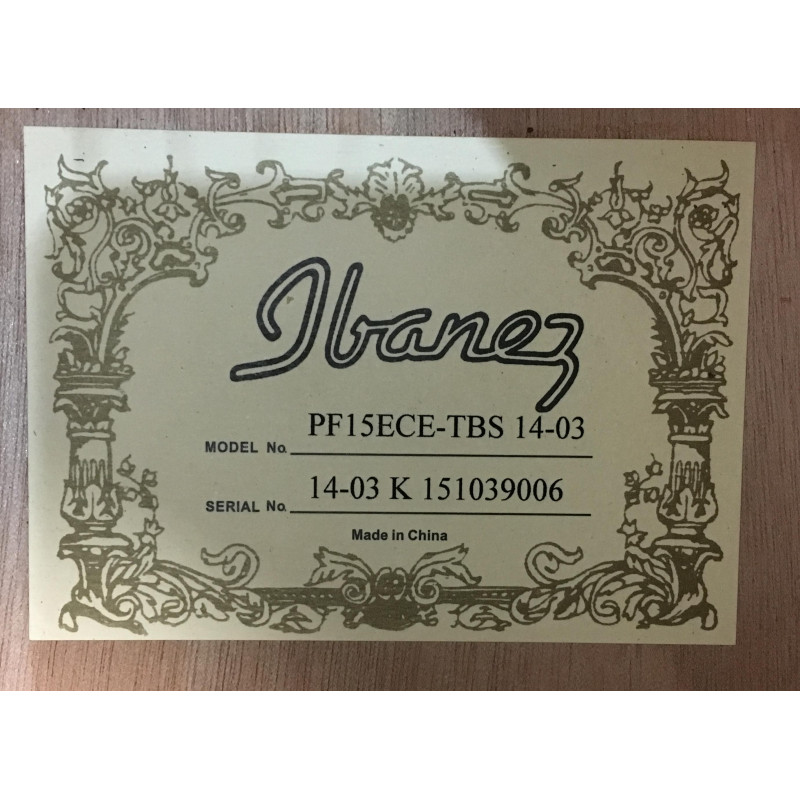 Ibanez
MODEL No. PF15ECE-TBS 14-03
SERIAL No. 14-03 K 151039006
Made in China